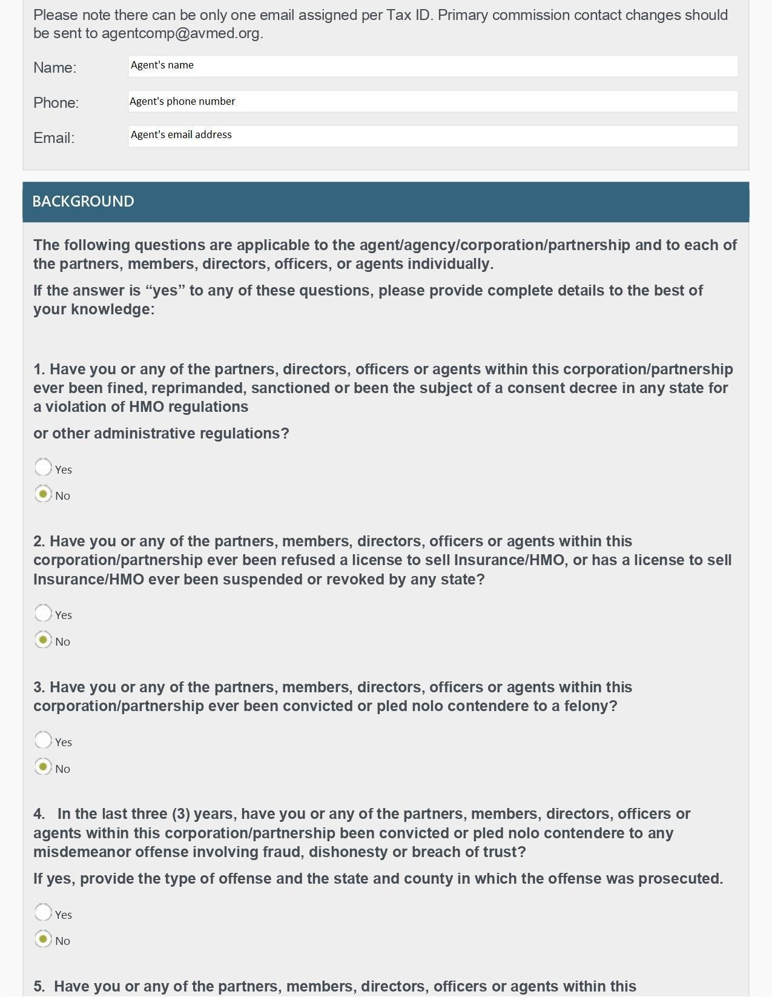 Please note there can be only one email assigned per Tax ID. Primary commission contact changes should
be sent to agentcomp@avmed.org.
Name:
Agent's name
Phone:
Agent's phone number
Email:
Agent's email address
BACKGROUND
The following questions are applicable to the agent/agency/corporation/partnership and to each of
the partners, members, directors, officers, or agents individually.
If the answer is “yes” to any of these questions, please provide complete details to the best of
your knowledge:
1. Have you or any of the partners, directors, officers or agents within this corporation/partnership
ever been fined, reprimanded, sanctioned or been the subject of a consent decree in any state for
a violation of HMO regulations
or other administrative regulations?
Yes
No
2. Have you or any of the partners, members, directors, officers or agents within this
corporation/partnership ever been refused a license to sell Insurance/HMO, or has a license to sell
Insurance/HMO ever been suspended or revoked by any state?
Yes
No
3. Have you or any of the partners, members, directors, officers or agents within this
corporation/partnership ever been convicted or pled nolo contendere to a felony?
Yes
No
4. In the last three (3) years, have you or any of the partners, members, directors, officers or
agents within this corporation/partnership been convicted or pled nolo contendere to any
misdemeanor offense involving fraud, dishonesty or breach of trust?
If yes, provide the type of offense and the state and county in which the offense was prosecuted.
Yes
No
5. Have you or any of the partners, members, directors, officers or agents within this